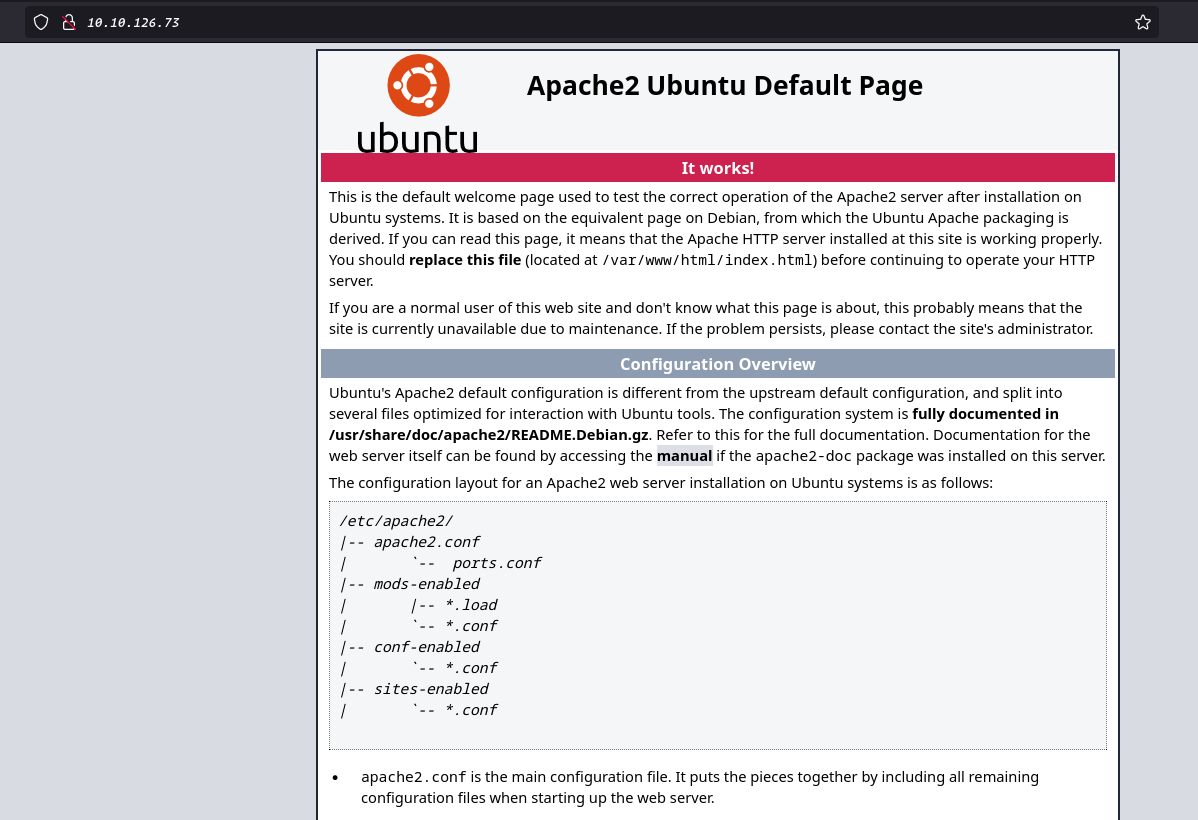 10.10.126.73
ubuntu
Apache2 Ubuntu Default Page
It works!
This is the default welcome page used to test the correct operation of the Apache2 server after installation on
Ubuntu systems. It is based on the equivalent page on Debian, from which the Ubuntu Apache packaging is
derived. If you can read this page, it means that the Apache HTTP server installed at this site is working properly.
You should replace this file (located at /var/www/html/index.html) before continuing to operate your HTTP
server.
If you are a normal user of this web site and don't know what this page is about, this probably means that the
site is currently unavailable due to maintenance. If the problem persists, please contact the site's administrator.
Configuration Overview
Ubuntu's Apache2 default configuration is different from the upstream default configuration, and split into
several files optimized for interaction with Ubuntu tools. The configuration system is fully documented in
/usr/share/doc/apache2/README.Debian.gz. Refer to this for the full documentation. Documentation for the
web server itself can be found by accessing the manual if the apache2-doc package was installed on this server.
The configuration layout for an Apache2 web server installation on Ubuntu systems is as follows:
/etc/apache2/
|-- apache2.conf
|       `--  ports.conf
|-- mods-enabled
|       |-- *.load
|       `-- *.conf
|-- conf-enabled
|       `-- *.conf
|-- sites-enabled
|       `-- *.conf
• apache2.conf is the main configuration file. It puts the pieces together by including all remaining
configuration files when starting up the web server.